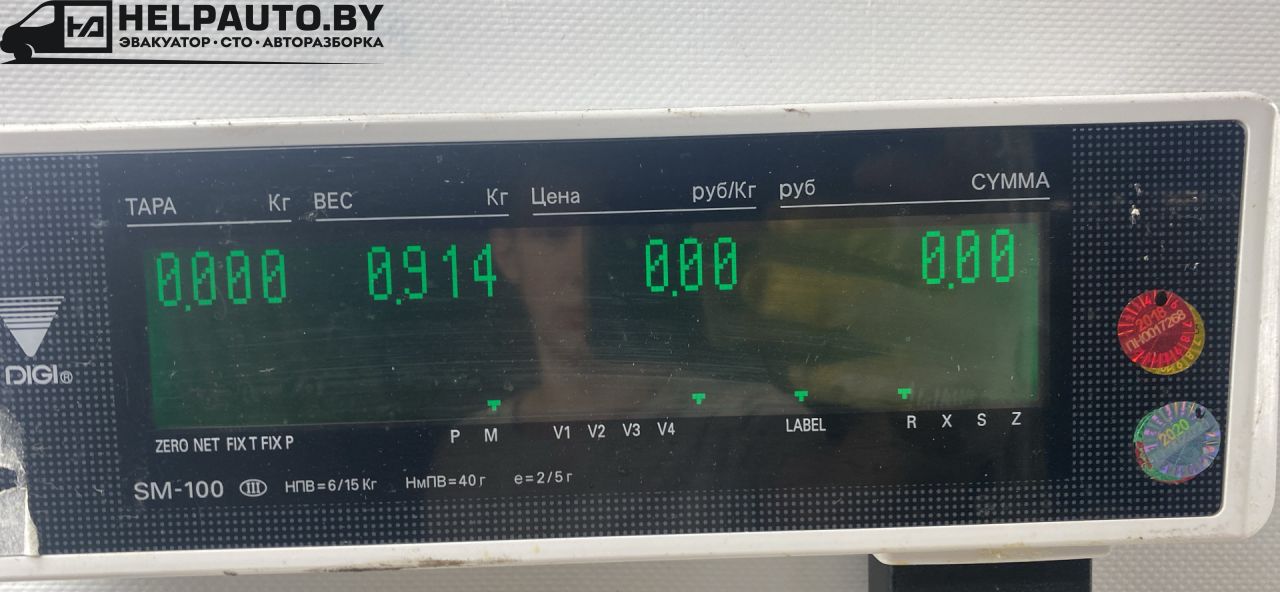 HELPAUTO.BY
ЭВАКУАТОР·СТО·АВТОРАЗБОРКА
ТАРА Кг ВЕС Кг Цена руб/Кг руб СУММА
0.000 0.914 0.00 0.00
DIGI®
2018
ПН0017268
2020
ZERO NET FIX T FIX P P M V1 V2 V3 V4 LABEL R X S Z
SM-100 III НПВ=6/15 Кг НмПВ=40 г e=2/5 г